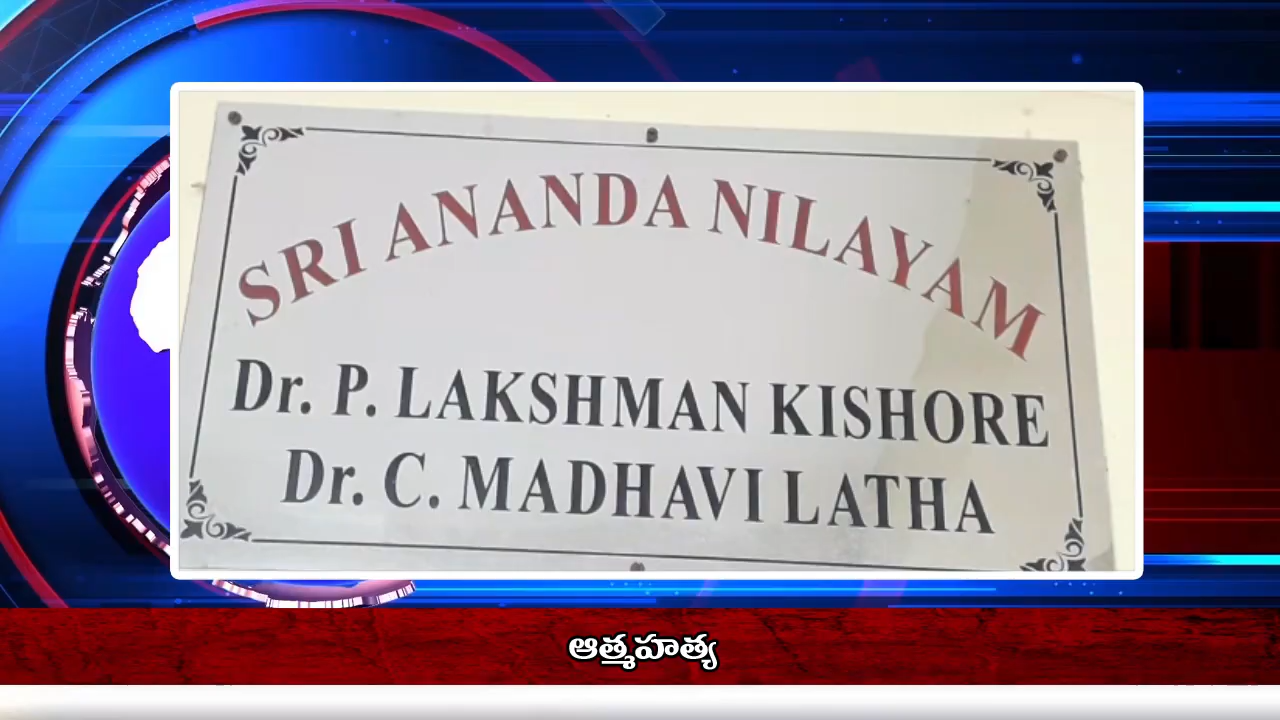 SRI ANANDA NILAYAM
Dr. P. LAKSHMAN KISHORE
Dr. C. MADHAVI LATHA
ఆత్మహత్య